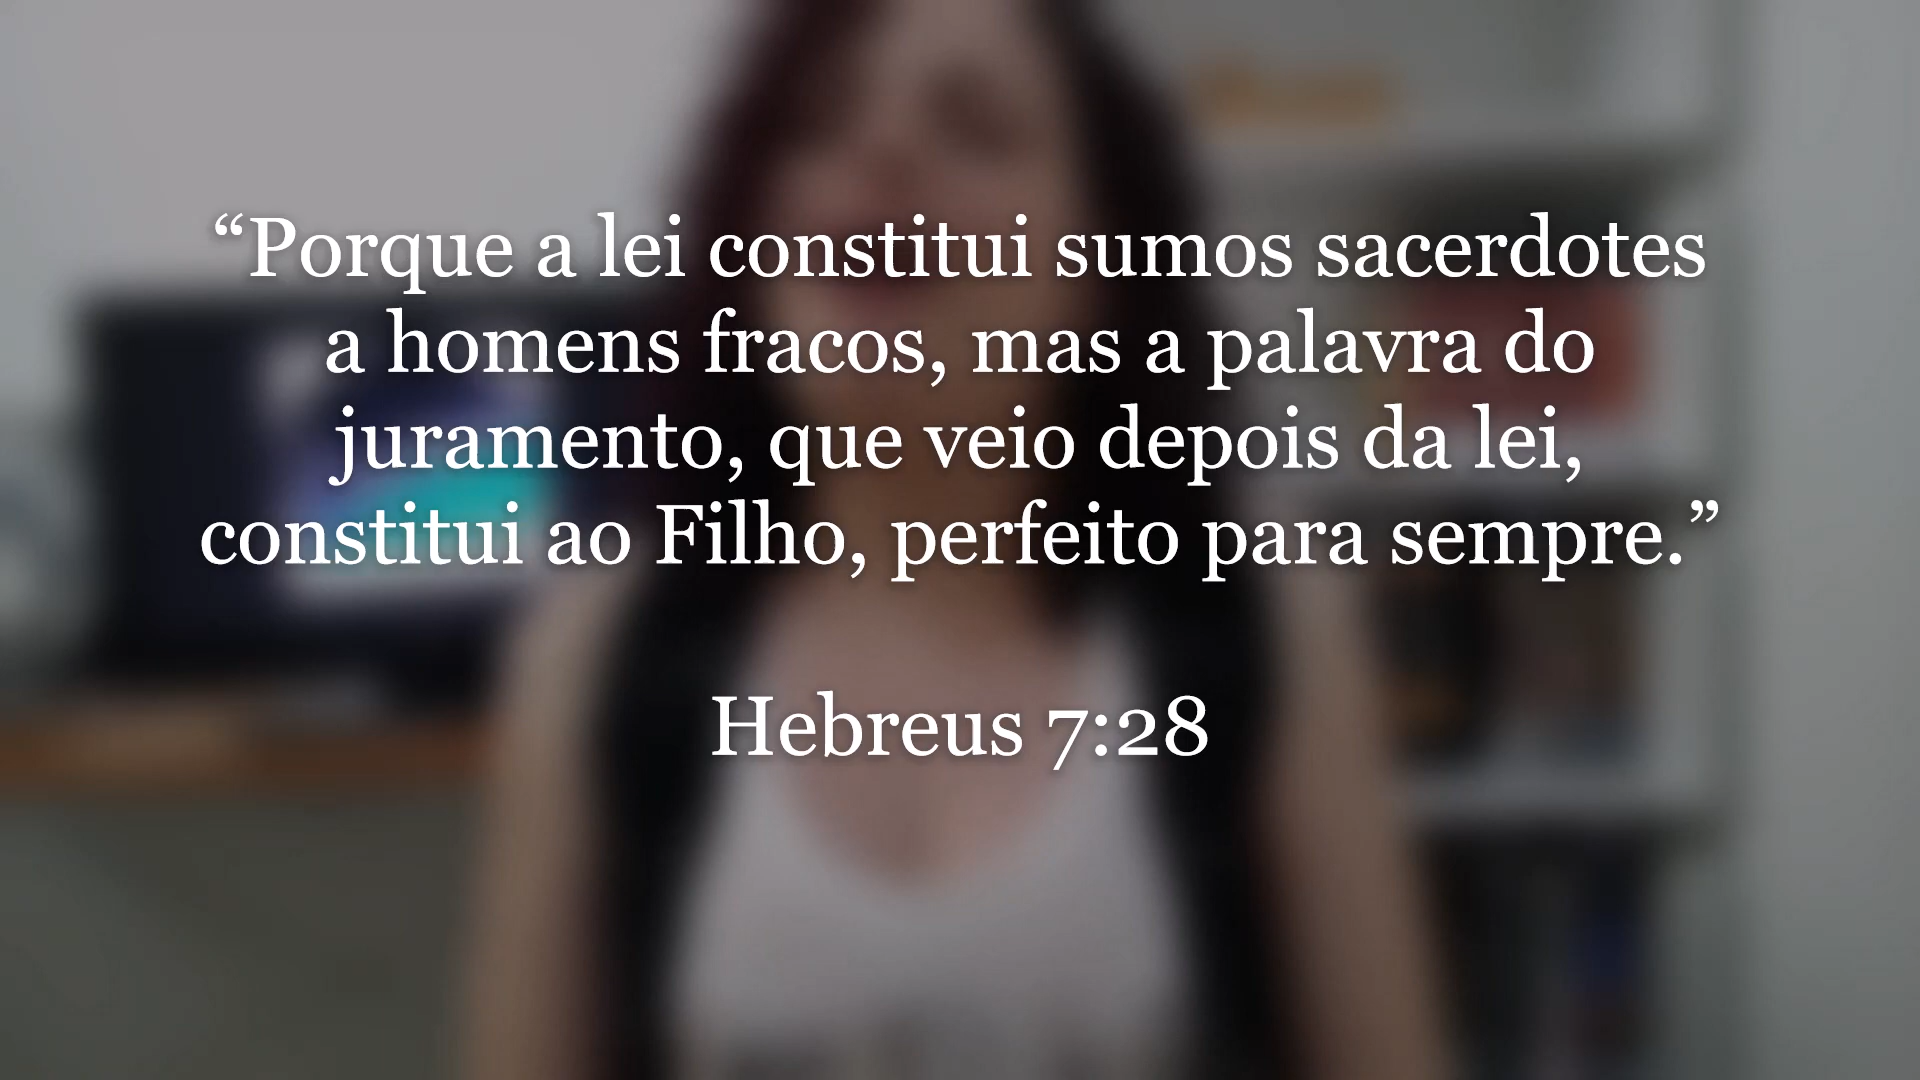 “Porque a lei constitui sumos sacerdotes
a homens fracos, mas a palavra do
juramento, que veio depois da lei,
constitui ao Filho, perfeito para sempre.”
Hebreus 7:28